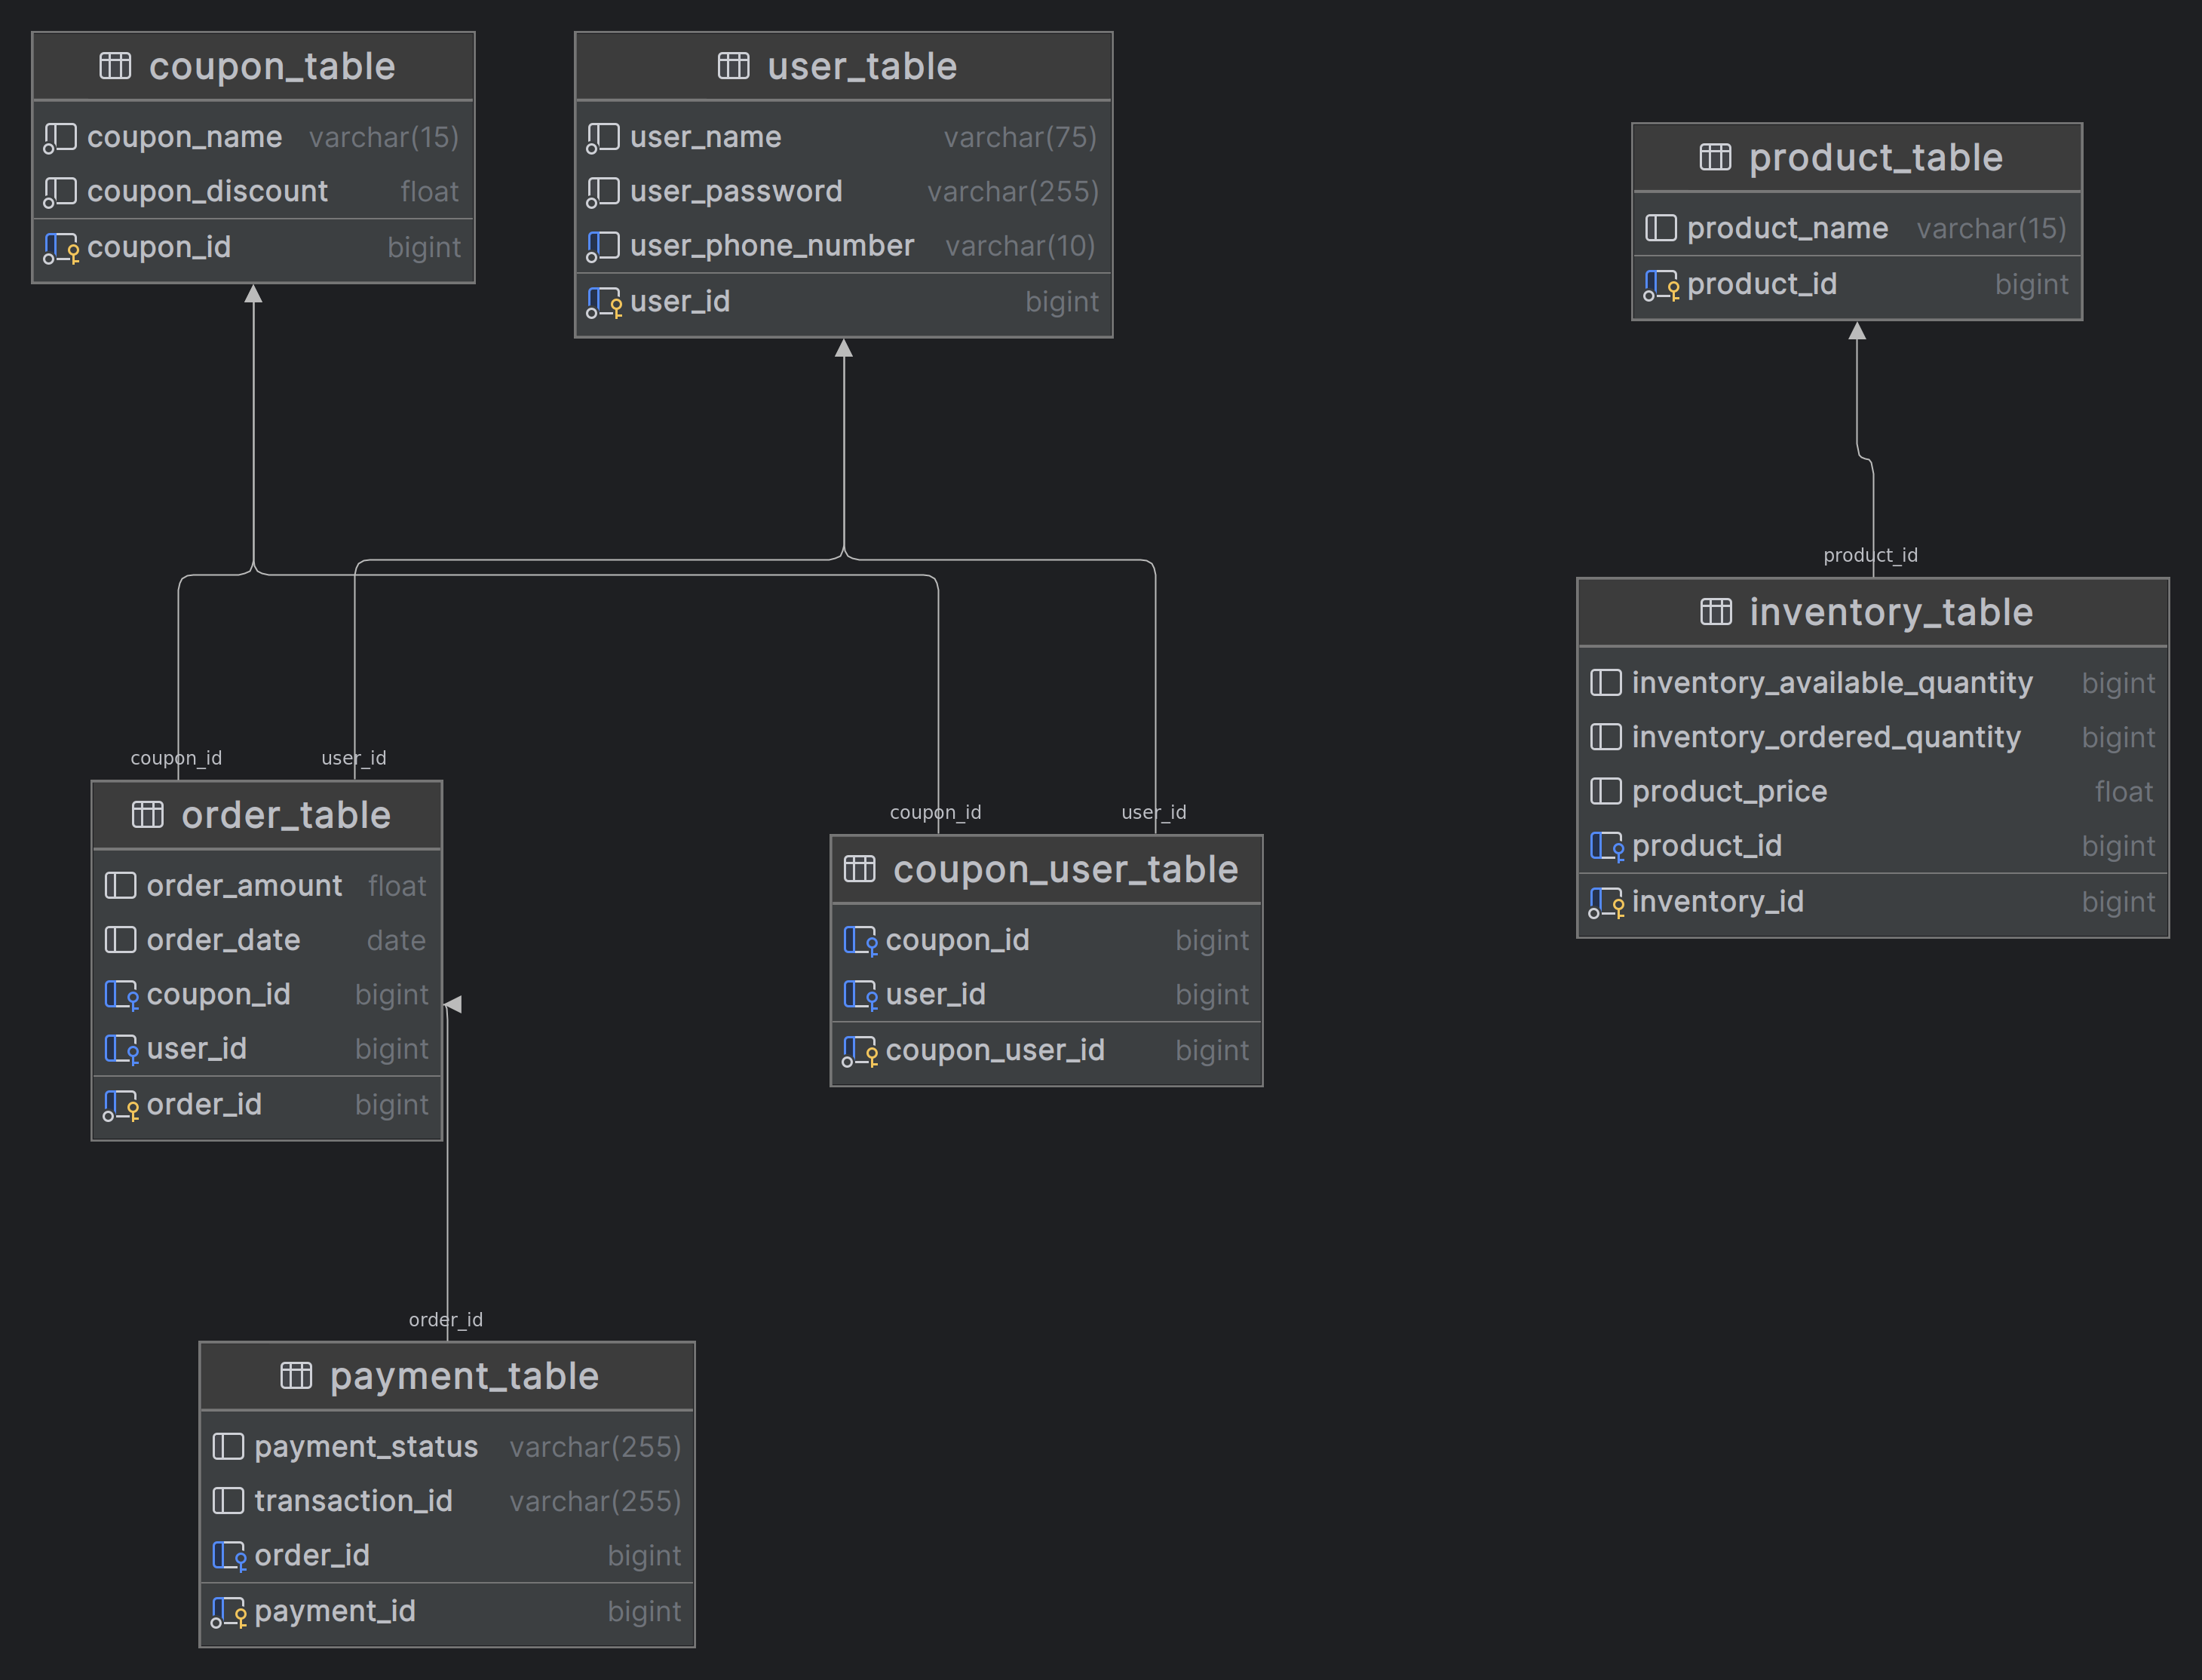 coupon_table
coupon_name varchar(15)
coupon_discount float
coupon_id bigint
user_table
user_name varchar(75)
user_password varchar(255)
user_phone_number varchar(10)
user_id bigint
product_table
product_name varchar(15)
product_id bigint
product_id
inventory_table
inventory_available_quantity bigint
inventory_ordered_quantity bigint
product_price float
product_id bigint
inventory_id bigint
coupon_id user_id
order_table
order_amount float
order_date date
coupon_id bigint
user_id bigint
order_id bigint
coupon_id user_id
coupon_user_table
coupon_id bigint
user_id bigint
coupon_user_id bigint
order_id
payment_table
payment_status varchar(255)
transaction_id varchar(255)
order_id bigint
payment_id bigint